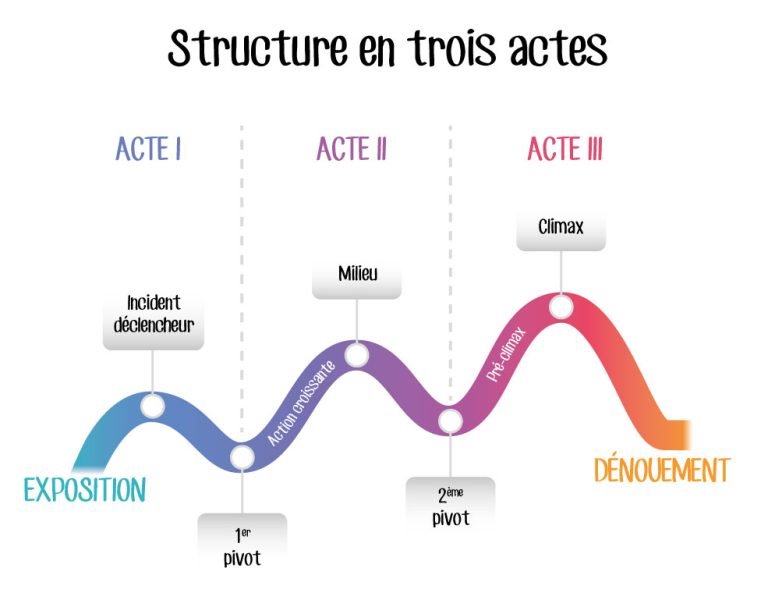 Structure en trois actes
ACTE I
ACTE II
ACTE III
Climax
Milieu
Incident
déclencheur
Pré-climax
Action croissante
EXPOSITION
DÉNOUEMENT
1er
pivot
2ème
pivot